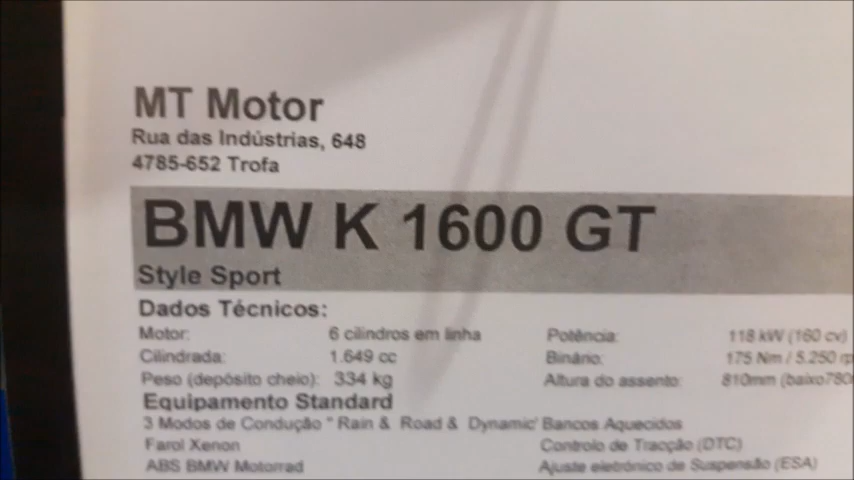 MT Motor
Rua das Indústrias, 648
4785-652 Trofa
BMW K 1600 GT
Style Sport
Dados Técnicos:
Motor: 6 cilindros em linha Potência: 118 kW (160 cv)
Cilindrada: 1.649 cc Binário: 175 Nm / 5.250 rp
Peso (depósito cheio): 334 kg Altura do assento: 810mm (baixo780
Equipamento Standard
3 Modos de Condução " Rain & Road & Dynamic' Bancos Aquecidos
Farol Xenon Controlo de Tracção (DTC)
ABS BMW Motorrad Ajuste eletrónico de Suspensão (ESA)